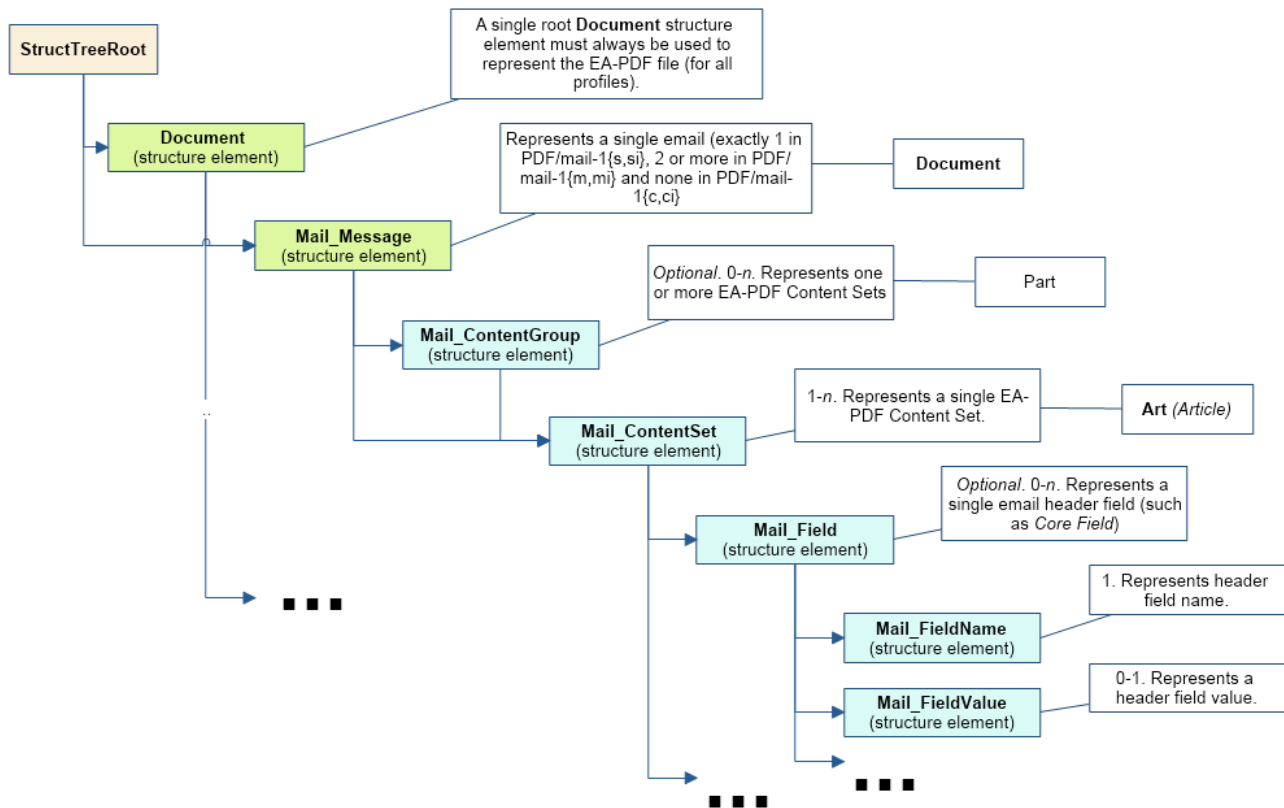 StructTreeRoot
A single root Document structure
element must always be used to
represent the EA-PDF file (for all
profiles).
Document
(structure element)
Represents a single email (exactly 1 in
PDF/mail-1{s,si}, 2 or more in PDF/
mail-1{m,mi} and none in PDF/mail-
1{c,ci}
Document
Mail_Message
(structure element)
Optional. 0-n. Represents one
or more EA-PDF Content Sets
Part
Mail_ContentGroup
(structure element)
1-n. Represents a single EA-
PDF Content Set.
Art (Article)
..
Mail_ContentSet
(structure element)
Optional. 0-n. Represents a
single email header field (such
as Core Field)
Mail_Field
(structure element)
1. Represents header
field name.
Mail_FieldName
(structure element)
0-1. Represents a
header field value.
Mail_FieldValue
(structure element)